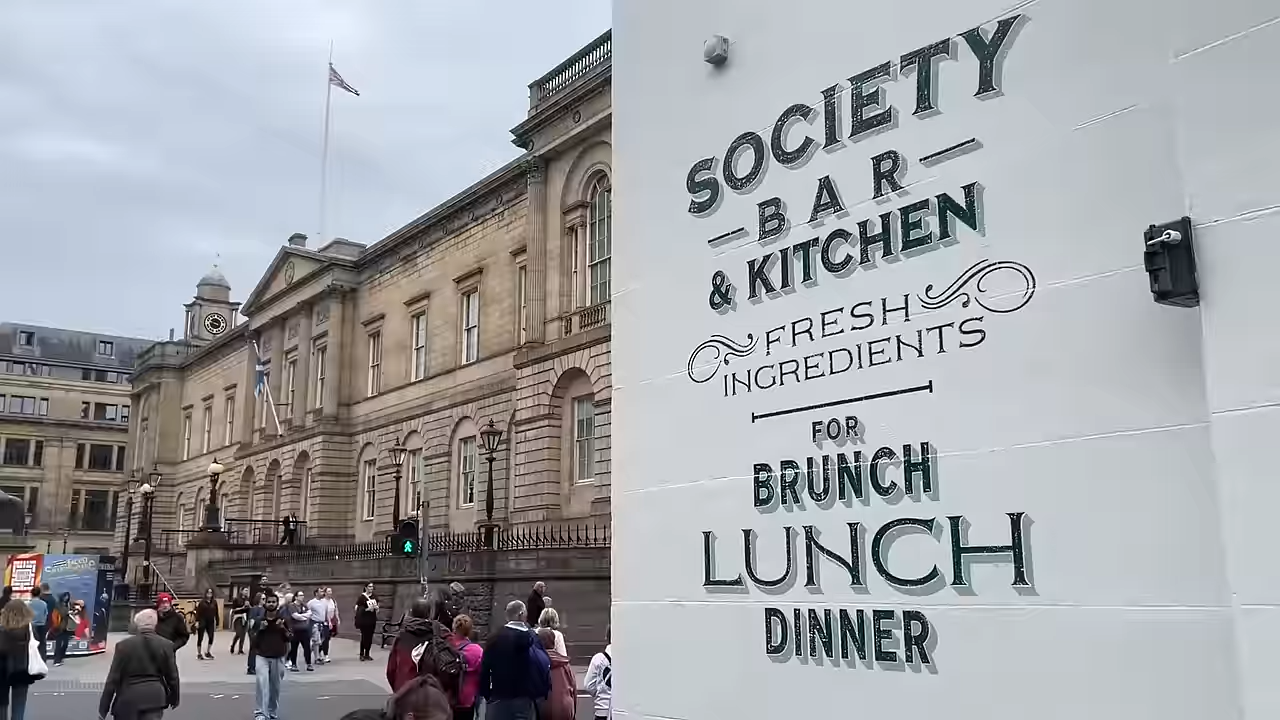 SOCIETY
BAR
& KITCHEN
FRESH
INGREDIENTS
FOR
BRUNCH
LUNCH
DINNER